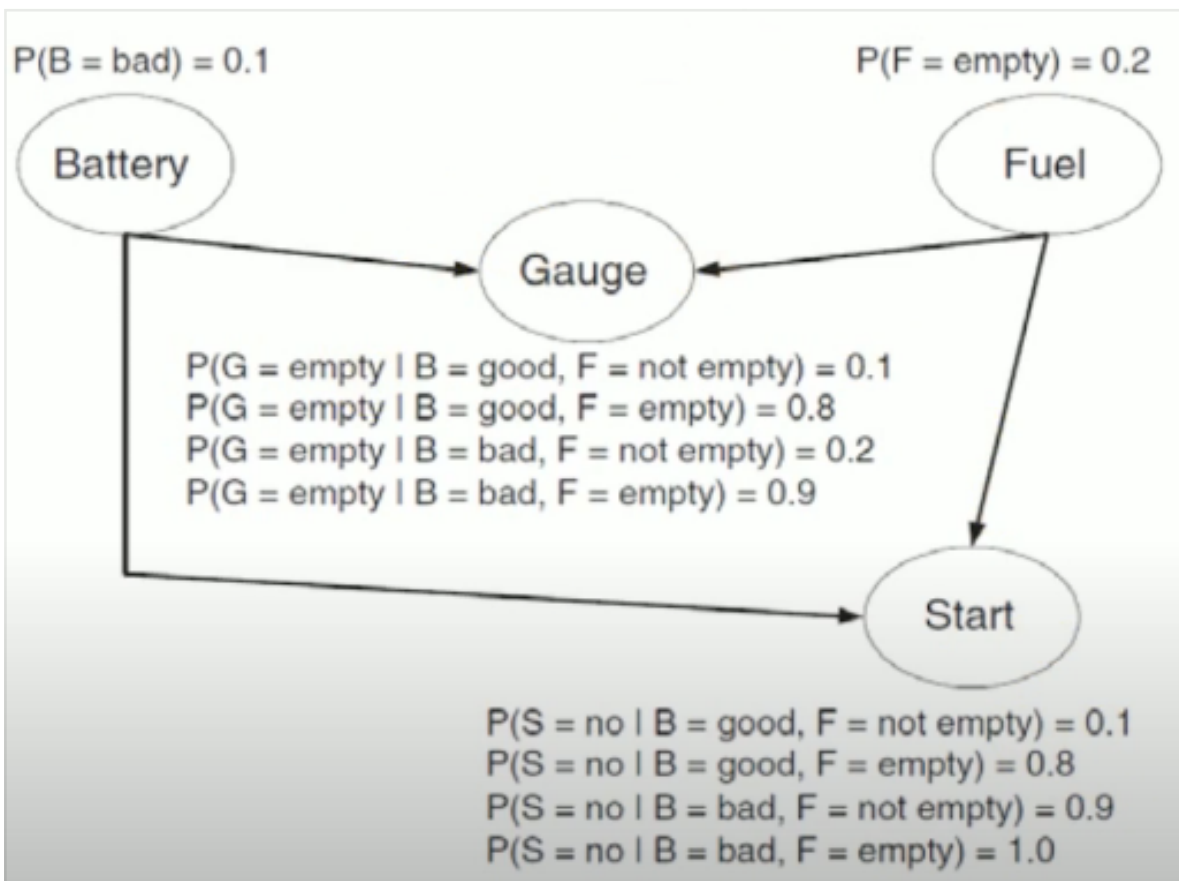 P(B = bad) = 0.1
P(F = empty) = 0.2
Battery
Fuel
Gauge
P(G = empty | B = good, F = not empty) = 0.1
P(G = empty | B = good, F = empty) = 0.8
P(G = empty | B = bad, F = not empty) = 0.2
P(G = empty | B = bad, F = empty) = 0.9
Start
P(S = no | B = good, F = not empty) = 0.1
P(S = no | B = good, F = empty) = 0.8
P(S = no | B = bad, F = not empty) = 0.9
P(S = no | B = bad, F = empty) = 1.0